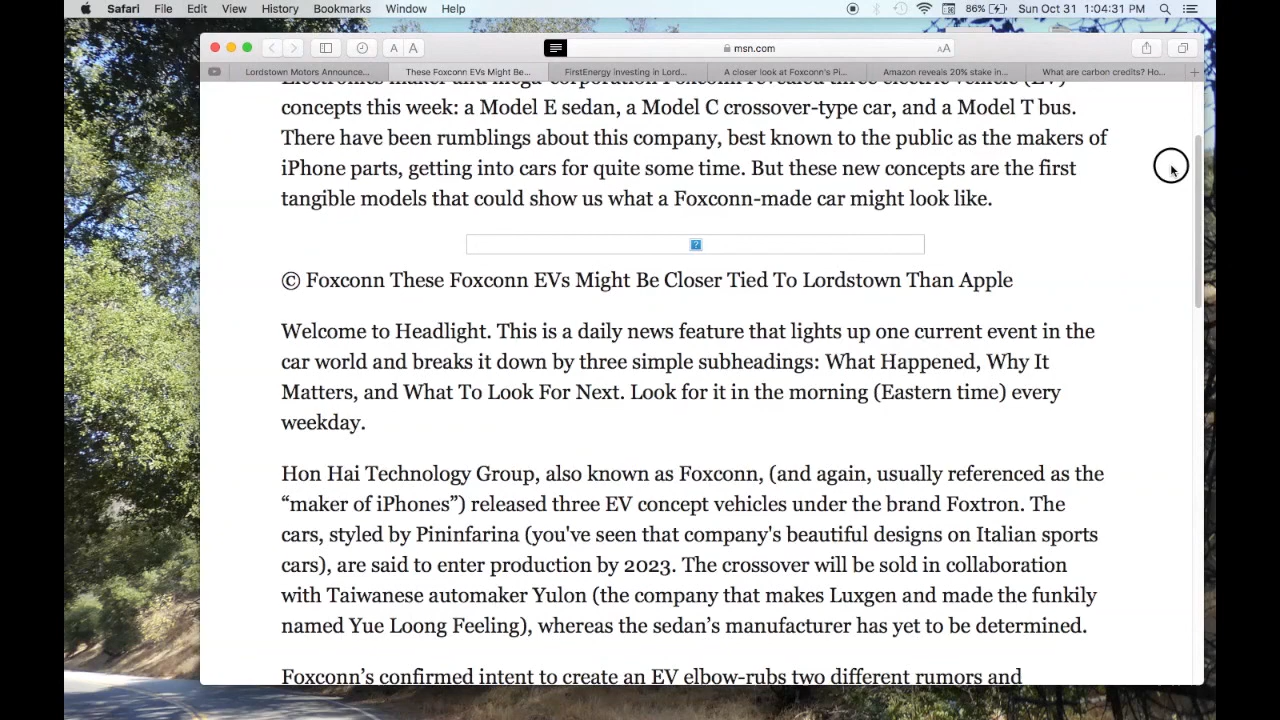 Safari File Edit View History Bookmarks Window Help 86% Sun Oct 31 1:04:31 PM
A A msn.com AA
Lordstown Motors Announce... These Foxconn EVs Might Be... FirstEnergy investing in Lord... A closer look at Foxconn's Pi... Amazon reveals 20% stake in... What are carbon credits? Ho...
Electronics maker and mega-corporation Foxconn revealed three electric vehicle (EV)
concepts this week: a Model E sedan, a Model C crossover-type car, and a Model T bus.
There have been rumblings about this company, best known to the public as the makers of
iPhone parts, getting into cars for quite some time. But these new concepts are the first
tangible models that could show us what a Foxconn-made car might look like.
© Foxconn These Foxconn EVs Might Be Closer Tied To Lordstown Than Apple
Welcome to Headlight. This is a daily news feature that lights up one current event in the
car world and breaks it down by three simple subheadings: What Happened, Why It
Matters, and What To Look For Next. Look for it in the morning (Eastern time) every
weekday.
Hon Hai Technology Group, also known as Foxconn, (and again, usually referenced as the
“maker of iPhones”) released three EV concept vehicles under the brand Foxtron. The
cars, styled by Pininfarina (you've seen that company's beautiful designs on Italian sports
cars), are said to enter production by 2023. The crossover will be sold in collaboration
with Taiwanese automaker Yulon (the company that makes Luxgen and made the funkily
named Yue Loong Feeling), whereas the sedan’s manufacturer has yet to be determined.
Foxconn’s confirmed intent to create an EV elbow-rubs two different rumors and